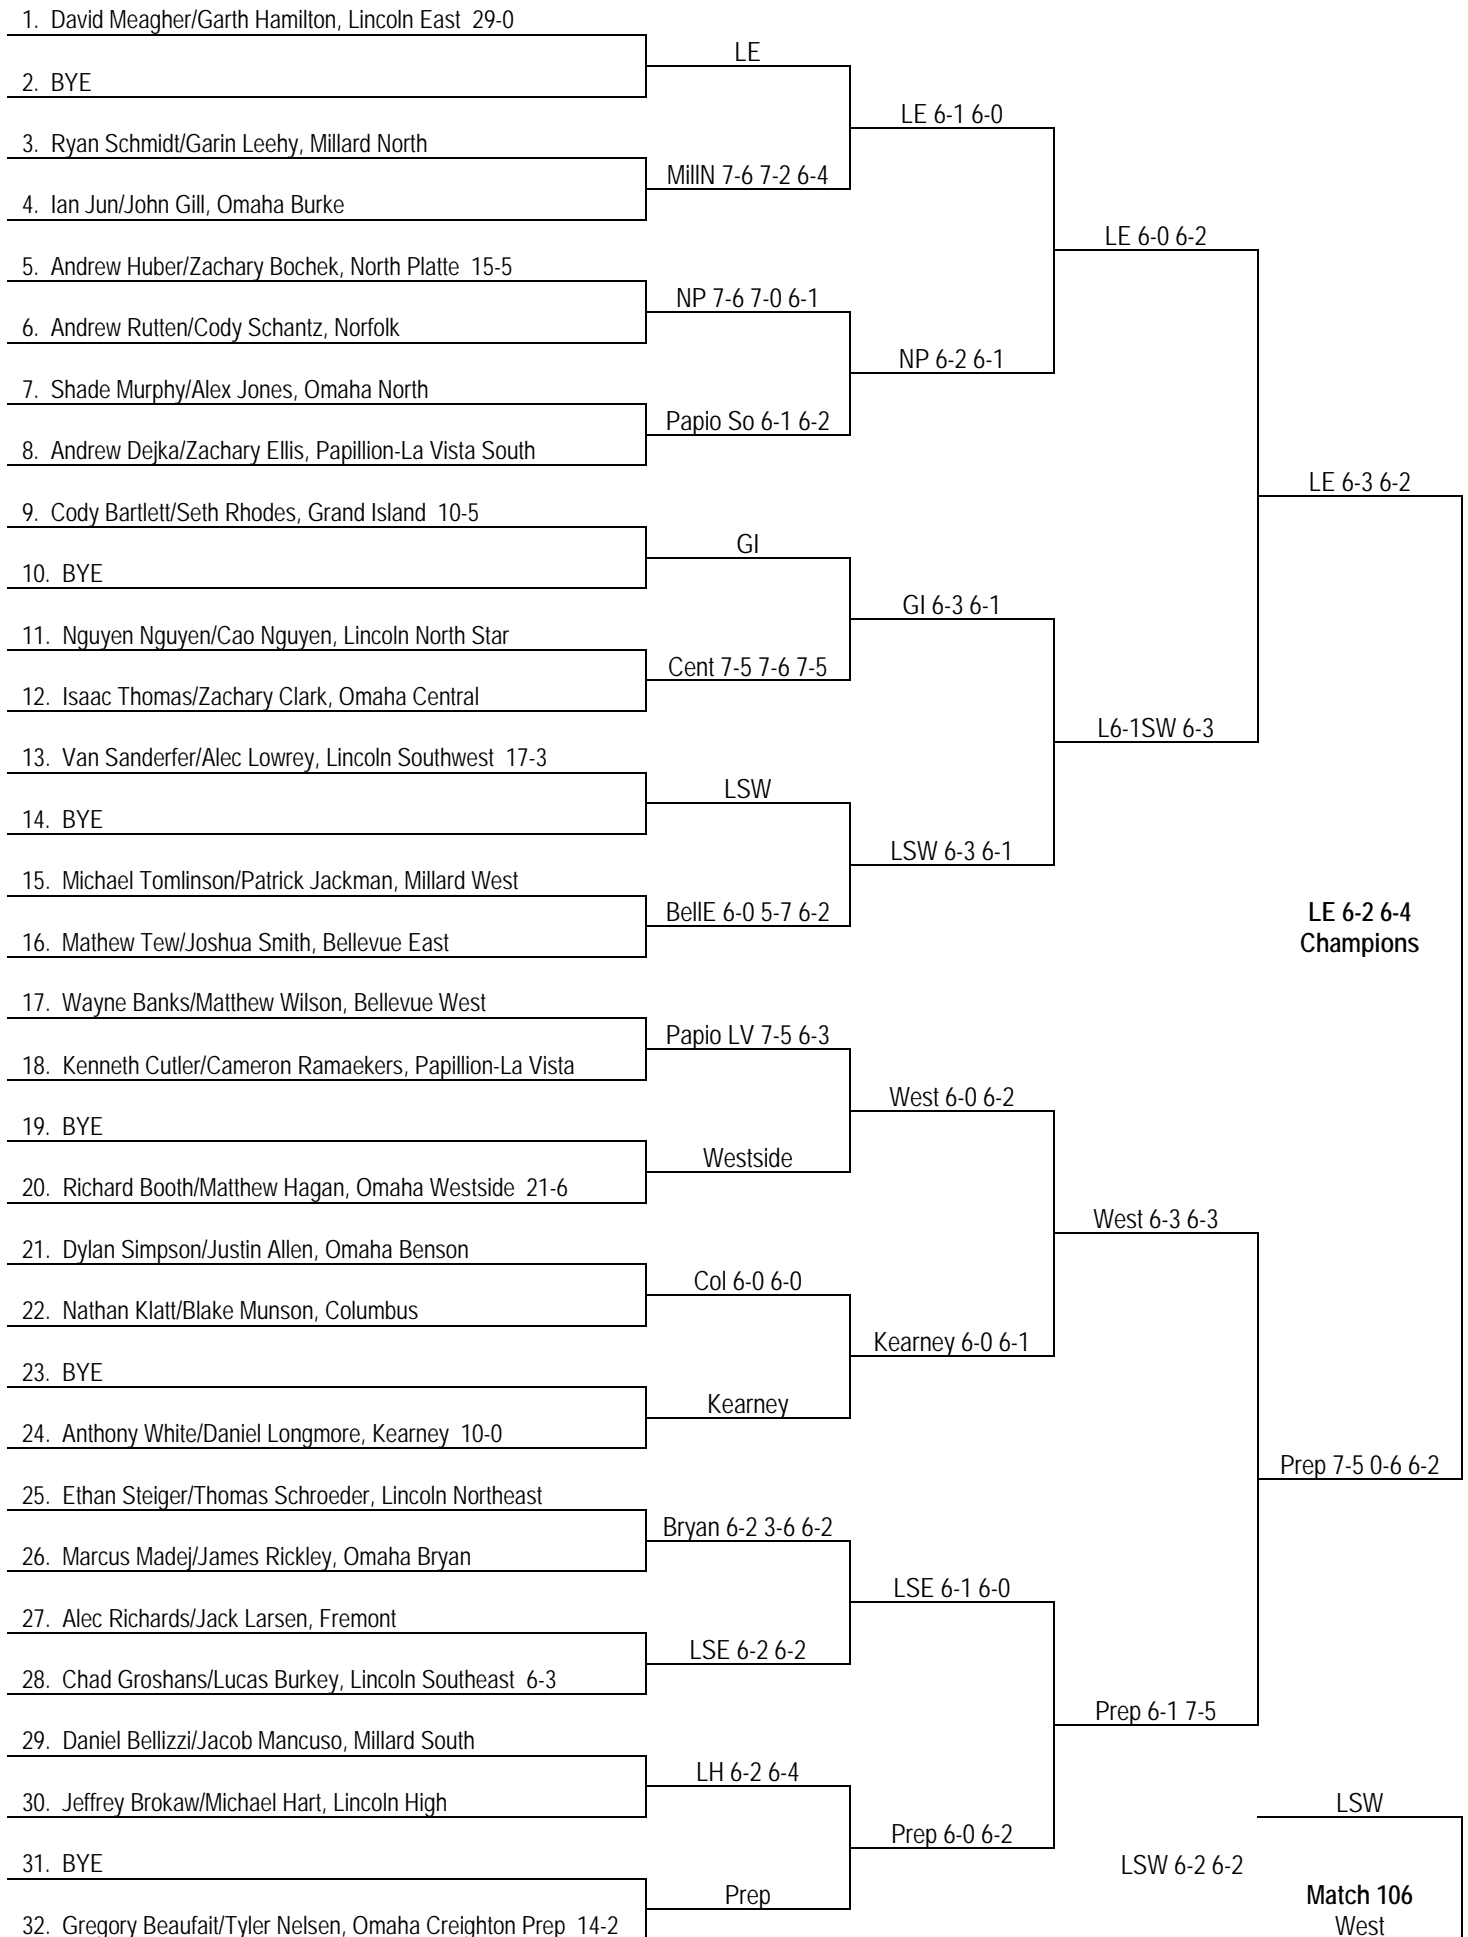 1. David Meagher/Garth Hamilton, Lincoln East 29-0
LE
2. BYE
LE 6-1 6-0
3. Ryan Schmidt/Garin Leehy, Millard North
MillN 7-6 7-2 6-4
4. Ian Jun/John Gill, Omaha Burke
LE 6-0 6-2
5. Andrew Huber/Zachary Bochek, North Platte 15-5
NP 7-6 7-0 6-1
6. Andrew Rutten/Cody Schantz, Norfolk
NP 6-2 6-1
7. Shade Murphy/Alex Jones, Omaha North
Papio So 6-1 6-2
8. Andrew Dejka/Zachary Ellis, Papillion-La Vista South
LE 6-3 6-2
9. Cody Bartlett/Seth Rhodes, Grand Island 10-5
GI
10. BYE
GI 6-3 6-1
11. Nguyen Nguyen/Cao Nguyen, Lincoln North Star
Cent 7-5 7-6 7-5
12. Isaac Thomas/Zachary Clark, Omaha Central
L6-1SW 6-3
13. Van Sanderfer/Alec Lowrey, Lincoln Southwest 17-3
LSW
14. BYE
LSW 6-3 6-1
15. Michael Tomlinson/Patrick Jackman, Millard West
BellE 6-0 5-7 6-2
LE 6-2 6-4
16. Mathew Tew/Joshua Smith, Bellevue East
Champions
17. Wayne Banks/Matthew Wilson, Bellevue West
Papio LV 7-5 6-3
18. Kenneth Cutler/Cameron Ramaekers, Papillion-La Vista
West 6-0 6-2
19. BYE
Westside
20. Richard Booth/Matthew Hagan, Omaha Westside 21-6
West 6-3 6-3
21. Dylan Simpson/Justin Allen, Omaha Benson
Col 6-0 6-0
22. Nathan Klatt/Blake Munson, Columbus
Kearney 6-0 6-1
23. BYE
Kearney
24. Anthony White/Daniel Longmore, Kearney 10-0
Prep 7-5 0-6 6-2
25. Ethan Steiger/Thomas Schroeder, Lincoln Northeast
Bryan 6-2 3-6 6-2
26. Marcus Madej/James Rickley, Omaha Bryan
LSE 6-1 6-0
27. Alec Richards/Jack Larsen, Fremont
LSE 6-2 6-2
28. Chad Groshans/Lucas Burkey, Lincoln Southeast 6-3
Prep 6-1 7-5
29. Daniel Bellizzi/Jacob Mancuso, Millard South
LH 6-2 6-4
30. Jeffrey Brokaw/Michael Hart, Lincoln High
LSW
Prep 6-0 6-2
31. BYE
LSW 6-2 6-2
Prep
Match 106
32. Gregory Beaufait/Tyler Nelsen, Omaha Creighton Prep 14-2
West